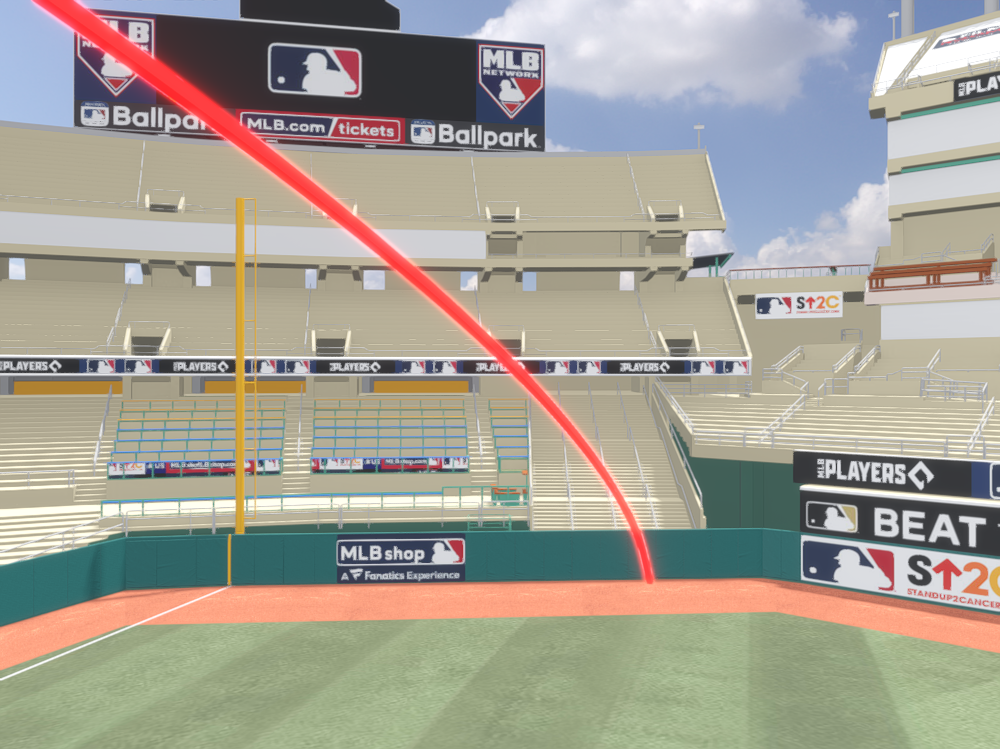 MLB
NETWORK
MLB
NETWORK
Ballpark
MLB.com/tickets
Ballpark
S↑2C
PLAYERS
PLAYERS
PLAYERS
PLAYERS
PLAYERS
MLB PLAYERS
BEAT
MLB shop
Fanatics Experience
S↑2C
STANDUP2CANCER